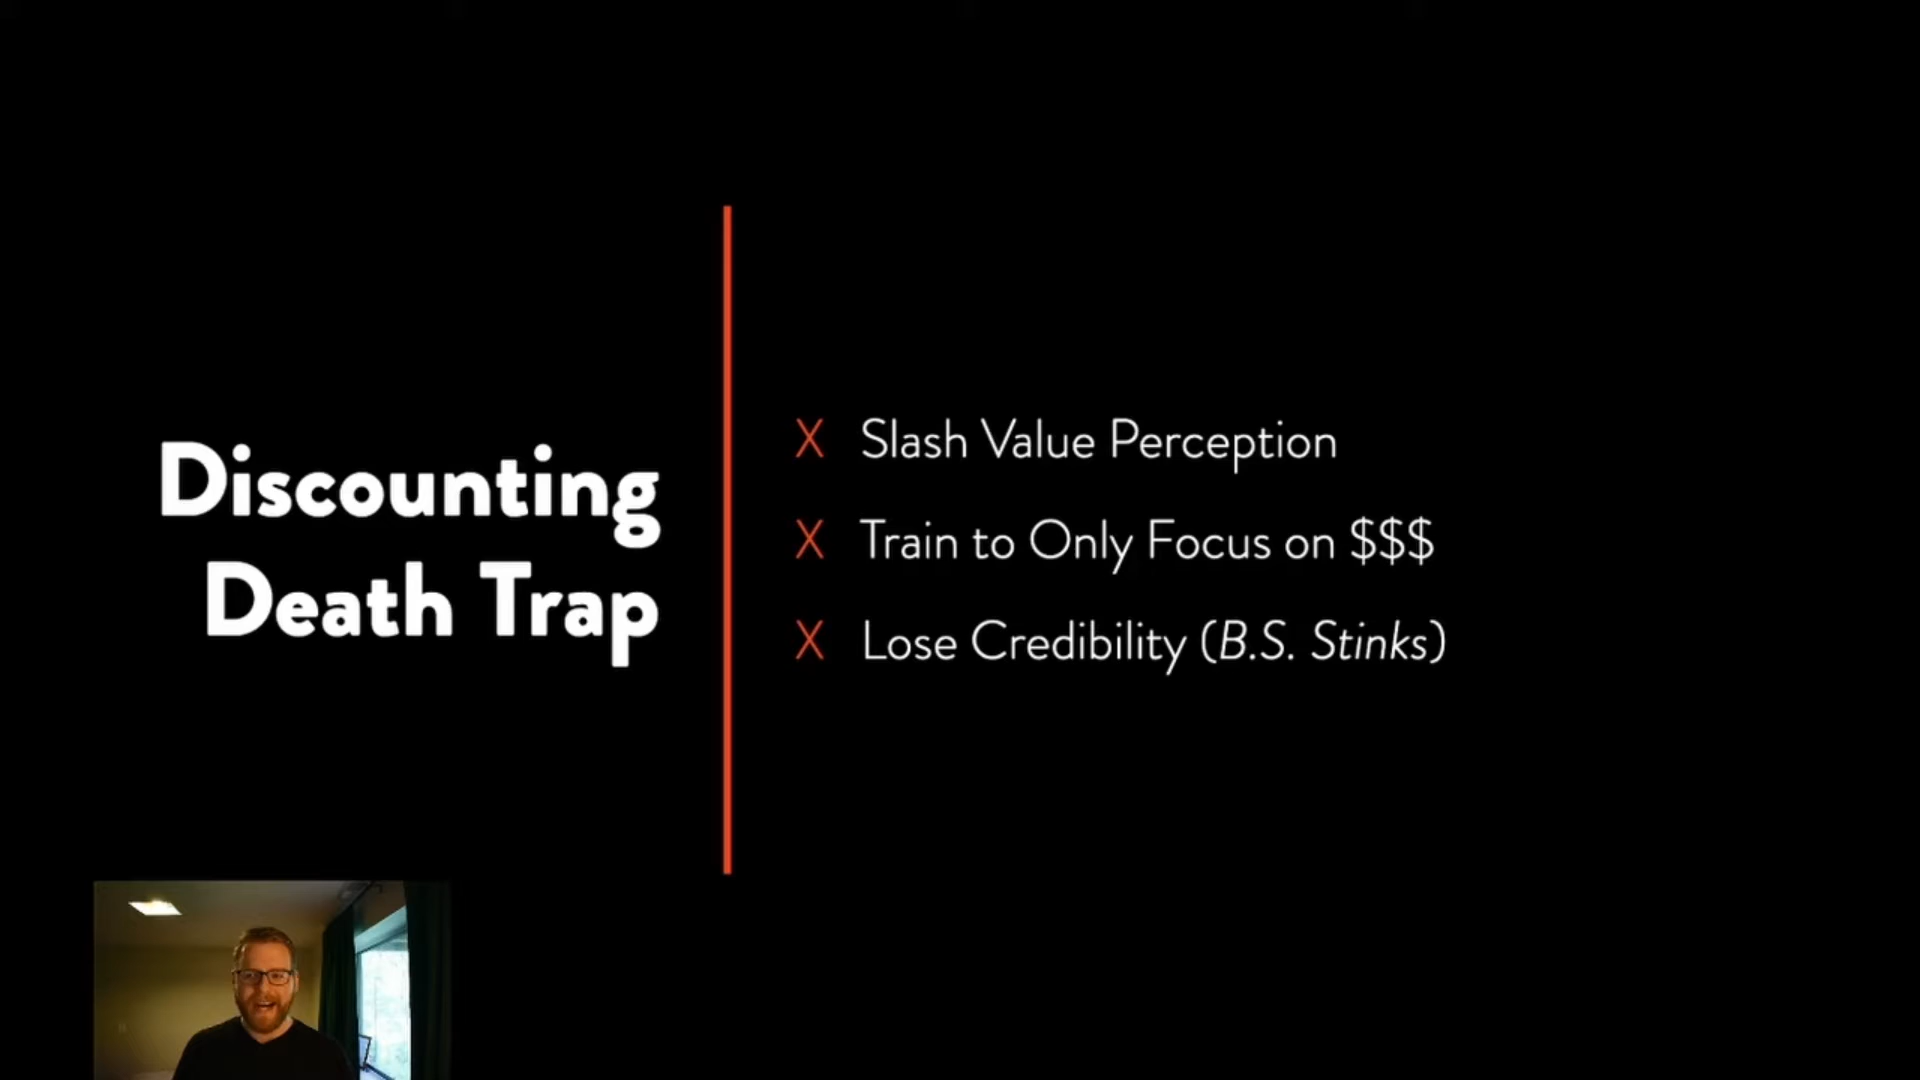 Discounting
Death Trap
X Slash Value Perception
X Train to Only Focus on $$$
X Lose Credibility (B.S. Stinks)